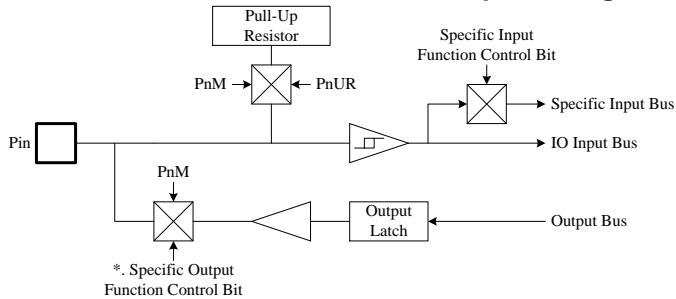 Pull-Up
Resistor
Specific Input
Function Control Bit
PnM
PnUR
Specific Input Bus
Pin
IO Input Bus
PnM
Output
Latch
Output Bus
*. Specific Output
Function Control Bit